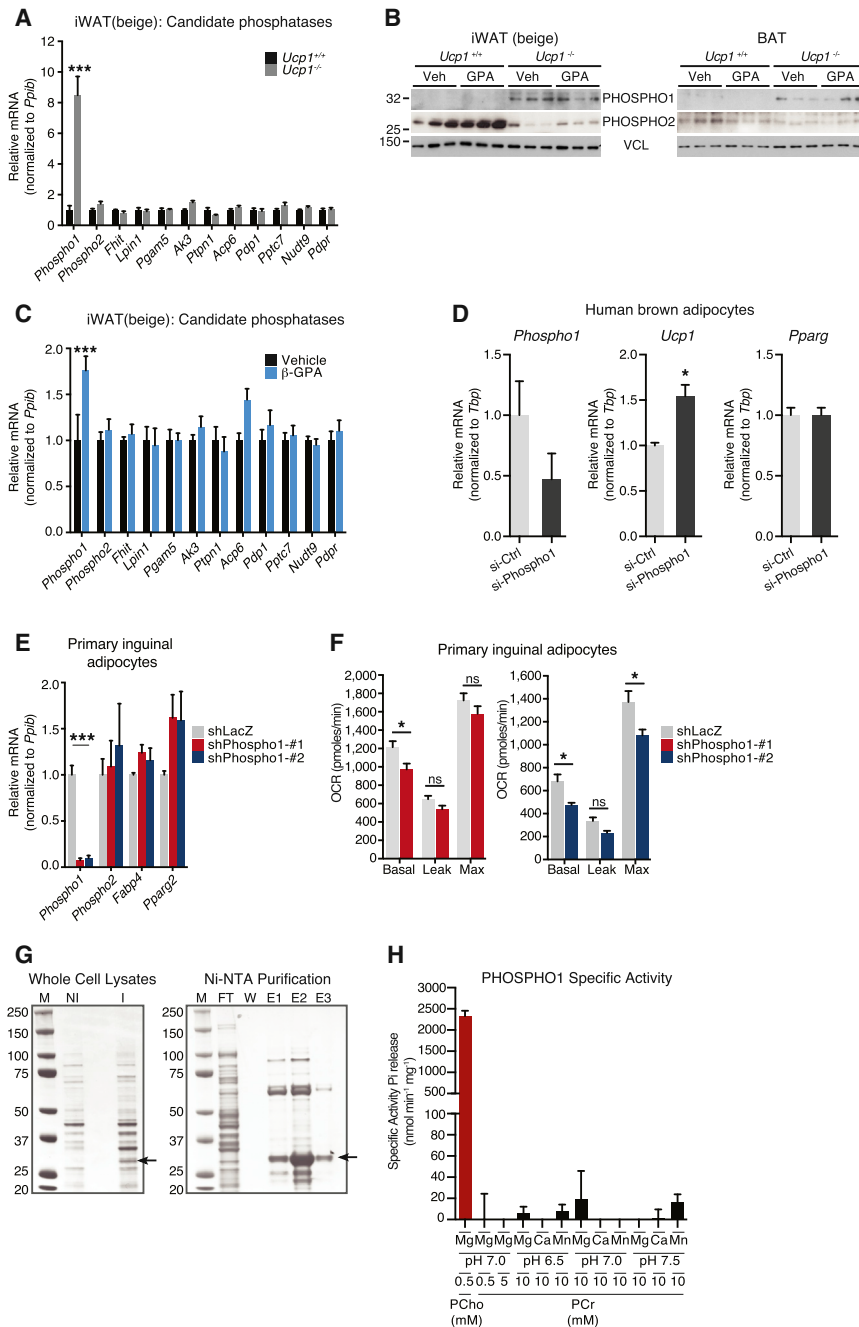 A
iWAT(beige): Candidate phosphatases
Relative mRNA
(normalized to Ppib)
12
10
8
6
4
2
0
***
Ucp1+/+
Ucp1-/-
Phospho1
Phospho2
Fhit
Lpin1
Pgam5
Ak3
Ptpn1
Acp6
Pdp1
Pptc7
Nudt9
Pdpr
B
iWAT (beige)
BAT
Ucp1 +/+
Ucp1 -/-
Ucp1 +/+
Ucp1 -/-
Veh
GPA
Veh
GPA
Veh
GPA
Veh
GPA
32
PHOSPHO1
25
PHOSPHO2
150
VCL
C
iWAT(beige): Candidate phosphatases
Relative mRNA
(normalized to Ppib)
2.0
1.5
1.0
0.5
0.0
***
Vehicle
β-GPA
Phospho1
Phospho2
Fhit
Lpin1
Pgam5
Ak3
Ptpn1
Acp6
Pdp1
Pptc7
Nudt9
Pdpr
D
Human brown adipocytes
Phospho1
Relative mRNA
(normalized to Tbp)
1.5
1.0
0.5
0.0
si-Ctrl
si-Phospho1
Ucp1
Relative mRNA
(normalized to Tbp)
2.0
1.5
1.0
0.5
0.0
*
si-Ctrl
si-Phospho1
Pparg
Relative mRNA
(normalized to Tbp)
1.5
1.0
0.5
0.0
si-Ctrl
si-Phospho1
E
Primary inguinal
adipocytes
Relative mRNA
(normalized to Ppib)
2.0
1.5
1.0
0.5
0.0
***
Phospho1
Phospho2
Fabp4
Pparg2
shLacZ
shPhospho1-#1
shPhospho1-#2
F
Primary inguinal adipocytes
OCR (pmoles/min)
2,000
1,800
1,600
1,400
1,200
1,000
800
600
400
200
0
*
ns
ns
Basal
Leak
Max
OCR (pmoles/min)
1,600
1,400
1,200
1,000
800
600
400
200
0
*
ns
*
Basal
Leak
Max
shLacZ
shPhospho1-#1
shPhospho1-#2
G
Whole Cell Lysates
M NI I
250
150
100
75
50
37
25
20
Ni-NTA Purification
M FT W E1 E2 E3
250
150
100
75
50
37
25
20
H
PHOSPHO1 Specific Activity
Specific Activity Pi release
(nmol min-1 mg-1)
3000
2500
2000
1500
1000
500
100
80
60
40
20
0
Mg Mg Mg Mg Ca Mn Mg Ca Mn Mg Ca Mn
pH 7.0 pH 6.5 pH 7.0 pH 7.5
0.5 0.5 5 10 10 10 10 10 10 10 10 10
PCho
(mM)
PCr
(mM)